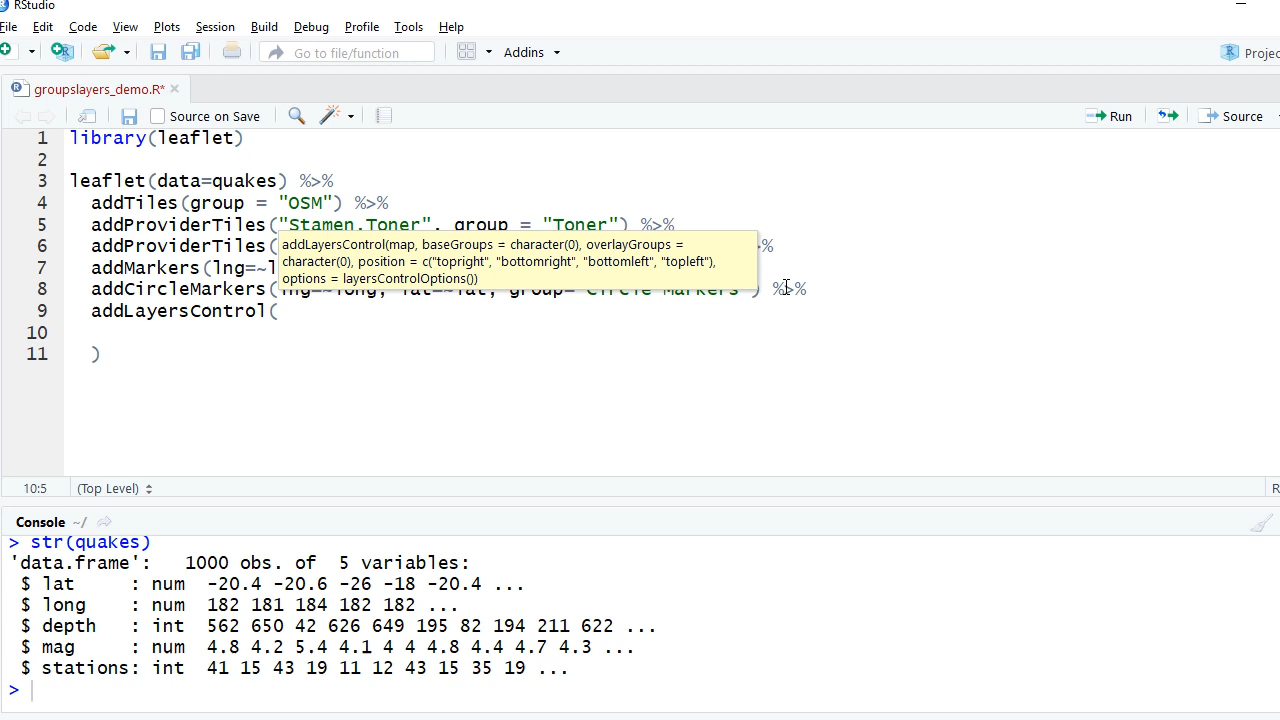 RStudio
File Edit Code View Plots Session Build Debug Profile Tools Help
Go to file/function Addins Projec
groupslayers_demo.R*
Source on Save Run Source
1 library(leaflet)
2
3 leaflet(data=quakes) %>%
4 addTiles(group = "OSM") %>%
5 addProviderTiles("Stamen.Toner", group = "Toner") %>%
6 addProviderTiles(
addLayersControl(map, baseGroups = character(0), overlayGroups =
character(0), position = c("topright", "bottomright", "bottomleft", "topleft"),
options = layersControlOptions())
7 addMarkers(lng=~l
8 addCircleMarkers(lng=~long, lat=~lat, group="Circle Markers") %>%
9 addLayersControl(
10
11 )
10:5 (Top Level) R
Console ~/
> str(quakes)
'data.frame': 1000 obs. of 5 variables:
$ lat : num -20.4 -20.6 -26 -18 -20.4 ...
$ long : num 182 181 184 182 182 ...
$ depth : int 562 650 42 626 649 195 82 194 211 622 ...
$ mag : num 4.8 4.2 5.4 4.1 4 4 4.8 4.4 4.7 4.3 ...
$ stations: int 41 15 43 19 11 12 43 15 35 19 ...
>